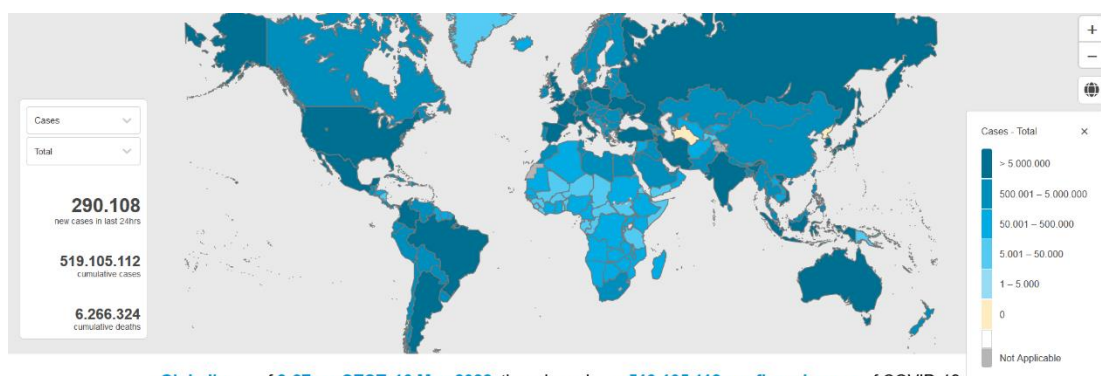 +
−
Cases
Total
290.108
new cases in last 24hrs
519.105.112
cumulative cases
6.266.324
cumulative deaths
Cases - Total ×
> 5.000.000
500.001 – 5 000 000
50.001 – 500.000
5.001 – 50.000
1 – 5 000
0
Not Applicable